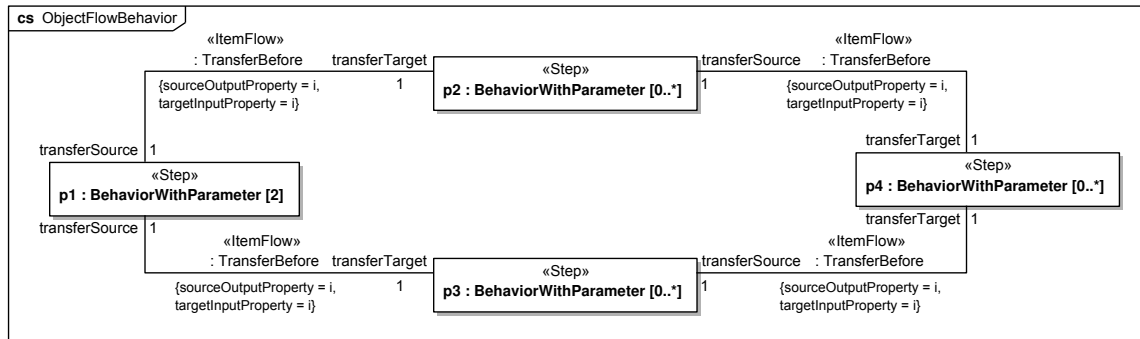 cs ObjectFlowBehavior
«ItemFlow»
: TransferBefore
transferTarget
1
{sourceOutputProperty = i,
targetInputProperty = i}
«Step»
p2 : BehaviorWithParameter [0..*]
transferSource
1
«ItemFlow»
: TransferBefore
{sourceOutputProperty = i,
targetInputProperty = i}
transferSource 1
«Step»
p1 : BehaviorWithParameter [2]
transferSource 1
transferTarget 1
«Step»
p4 : BehaviorWithParameter [0..*]
transferTarget 1
«ItemFlow»
: TransferBefore
transferTarget
1
{sourceOutputProperty = i,
targetInputProperty = i}
«Step»
p3 : BehaviorWithParameter [0..*]
transferSource
1
«ItemFlow»
: TransferBefore
{sourceOutputProperty = i,
targetInputProperty = i}